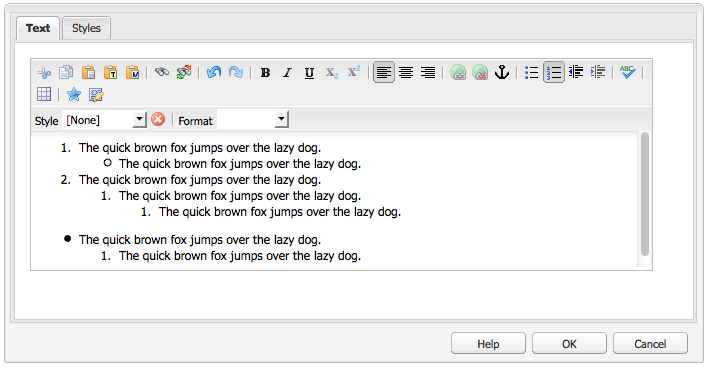 Text Styles
B I U X₂ X²
ABC
Style [None] Format
1. The quick brown fox jumps over the lazy dog.
The quick brown fox jumps over the lazy dog.
2. The quick brown fox jumps over the lazy dog.
1. The quick brown fox jumps over the lazy dog.
1. The quick brown fox jumps over the lazy dog.
The quick brown fox jumps over the lazy dog.
1. The quick brown fox jumps over the lazy dog.
Help OK Cancel